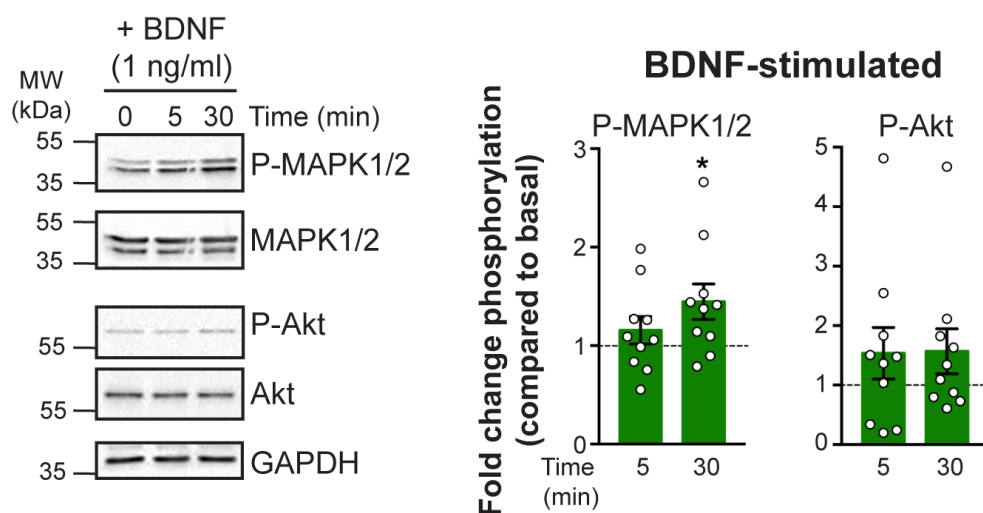 + BDNF
(1 ng/ml)
MW
(kDa)
0 5 30 Time (min)
55
35
P-MAPK1/2
55
35
MAPK1/2
P-Akt
55
Akt
55
GAPDH
35
BDNF-stimulated
Fold change phosphorylation
(compared to basal)
P-MAPK1/2
3
2
1
0
*
Time
(min)
5 30
P-Akt
5
4
3
2
1
0
5 30